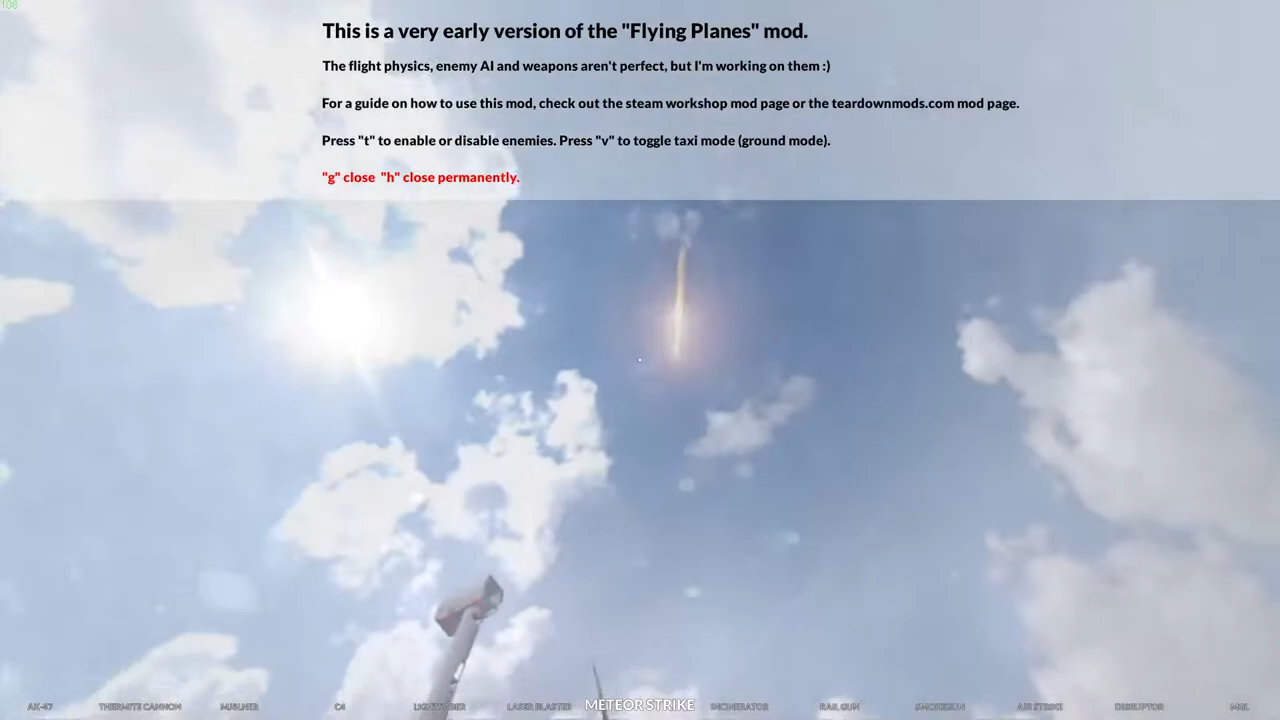 108
This is a very early version of the "Flying Planes" mod.
The flight physics, enemy AI and weapons aren't perfect, but I'm working on them :)
For a guide on how to use this mod, check out the steam workshop mod page or the teardownmods.com mod page.
Press "t" to enable or disable enemies. Press "v" to toggle taxi mode (ground mode).
"g" close "h" close permanently.
AK-47 THERMITE CANNON MJÖLNER C4 LIGHTSABER LASER BLASTER METEOR STRIKE INCINERATOR RAIL GUN SMOKEGUN AIR STRIKE DISRUPTOR MGL